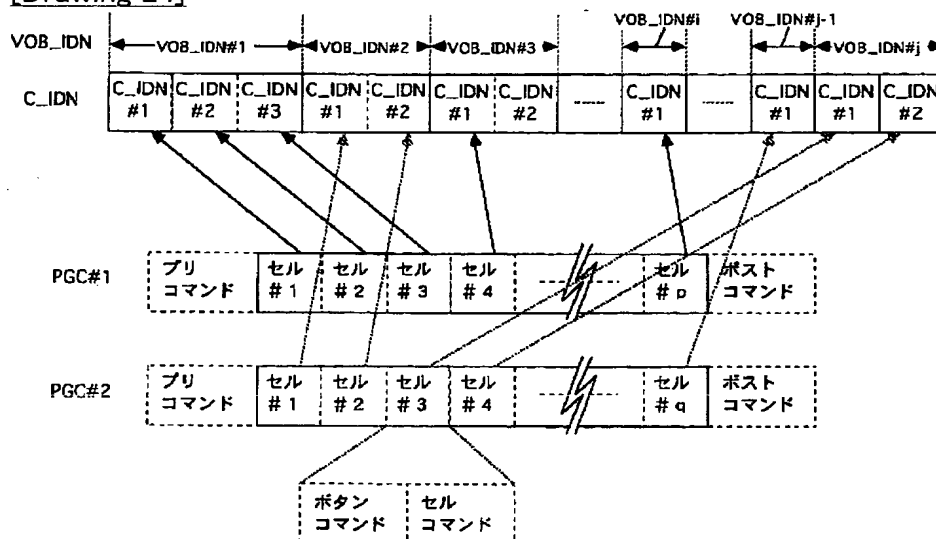 VOB_IDN
VOB_IDN#1 VOB_IDN#2 VOB_IDN#3 VOB_IDN#i VOB_IDN#j-1 VOB_IDN#j
C_IDN
C_IDN #1
C_IDN #2
C_IDN #3
C_IDN #1
C_IDN #2
C_IDN #1
C_IDN #2
C_IDN #1
C_IDN #1
C_IDN #1
C_IDN #2
PGC#1
プリ
コマンド
セル
#1
セル
#2
セル
#3
セル
#4
セル
#p
ポスト
コマンド
PGC#2
プリ
コマンド
セル
#1
セル
#2
セル
#3
セル
#4
セル
#q
ポスト
コマンド
ボタン
コマンド
セル
コマンド